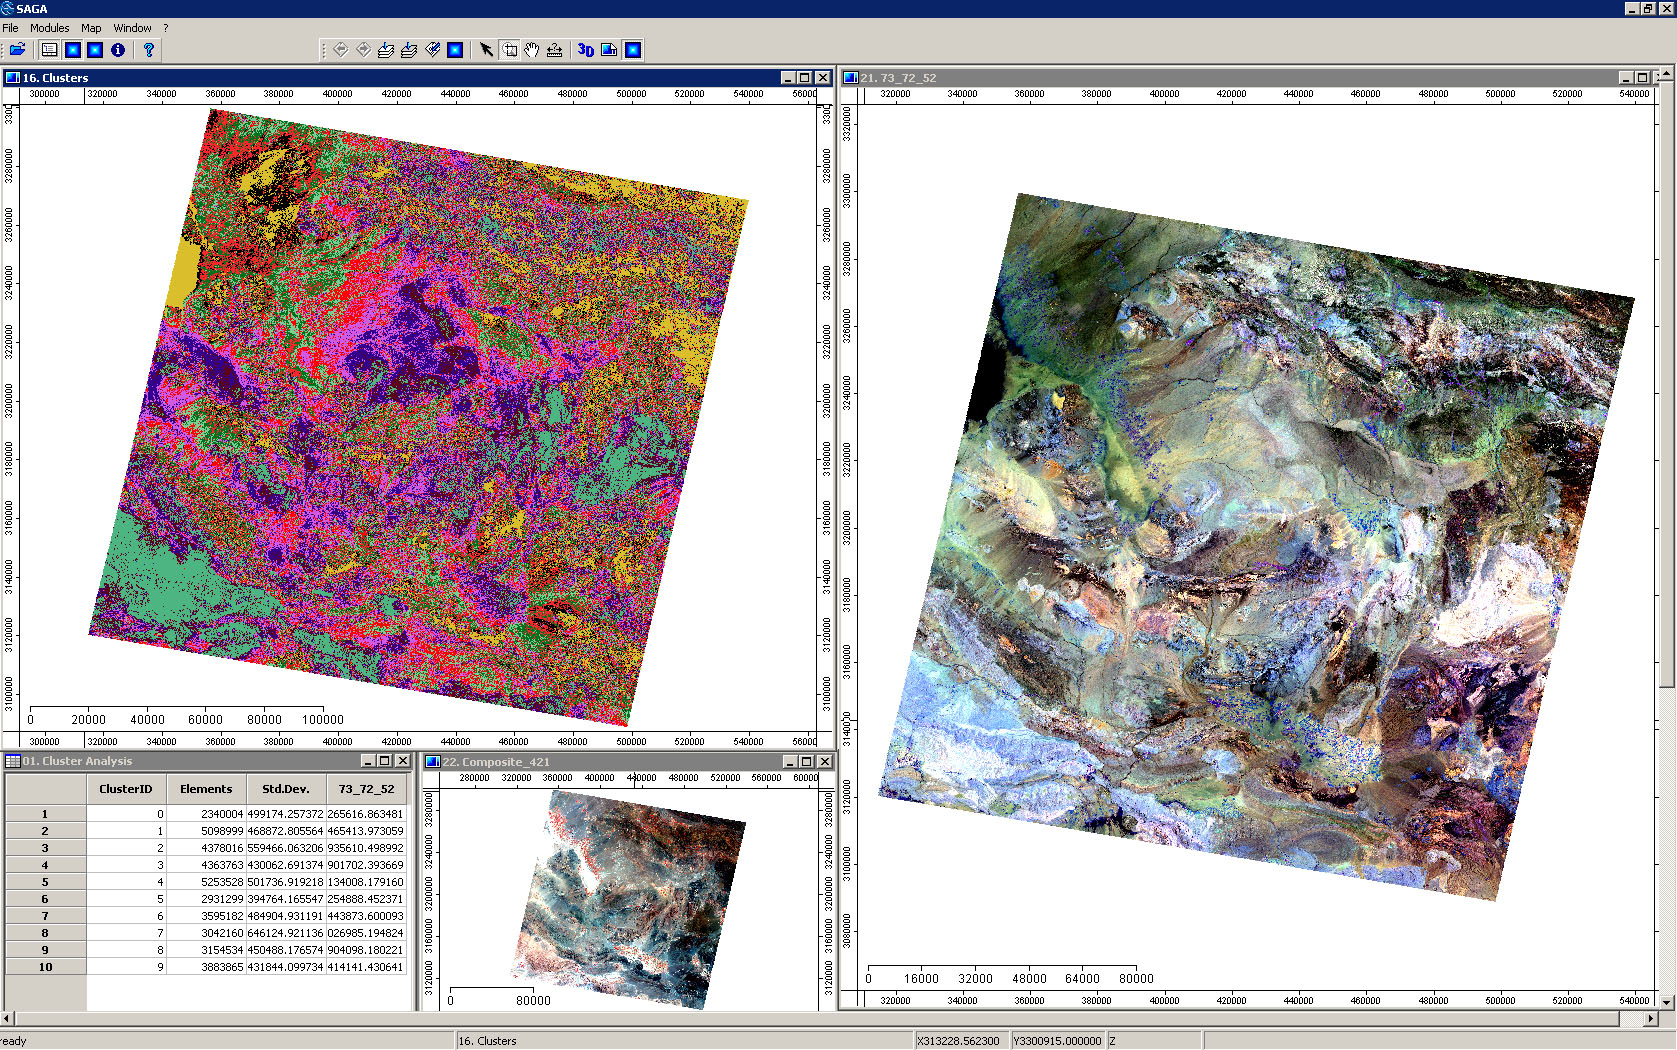 SAGA
File Modules Map Window ?
3D
16. Clusters
300000 320000 340000 360000 380000 400000 420000 440000 460000 480000 500000 520000 540000 56000
3280000
3260000
3240000
3220000
3200000
3180000
3160000
3140000
3120000
3100000
0 20000 40000 60000 80000 100000
300000 320000 340000 360000 380000 400000 420000 440000 460000 480000 500000 520000 540000 56000
21. 73_72_52
320000 340000 360000 380000 400000 420000 440000 460000 480000 500000 520000 540000
3320000
3300000
3280000
3260000
3240000
3220000
3200000
3180000
3160000
3140000
3120000
3100000
3080000
0 16000 32000 48000 64000 80000
320000 340000 360000 380000 400000 420000 440000 460000 480000 500000 520000 540000
01. Cluster Analysis
ClusterID Elements Std.Dev. 73_72_52
1 0 2340004 499174.257372 265616.863481
2 1 5098999 468872.805564 465413.973059
3 2 4378016 559466.063206 935610.498992
4 3 4363763 430062.691374 901702.393669
5 4 5253528 501736.919218 134008.179160
6 5 2931299 394764.165547 254888.452371
7 6 3595182 484904.931191 443873.600093
8 7 3042160 646124.921136 026985.194824
9 8 3154534 450488.176574 904098.180221
10 9 3883865 431844.099734 414141.430641
22. Composite_421
280000 320000 360000 400000 440000 480000 520000 560000 60000
3280000
3240000
3200000
3160000
3120000
0 80000
eady
16. Clusters
X313228.562300
Y3300915.000000
Z